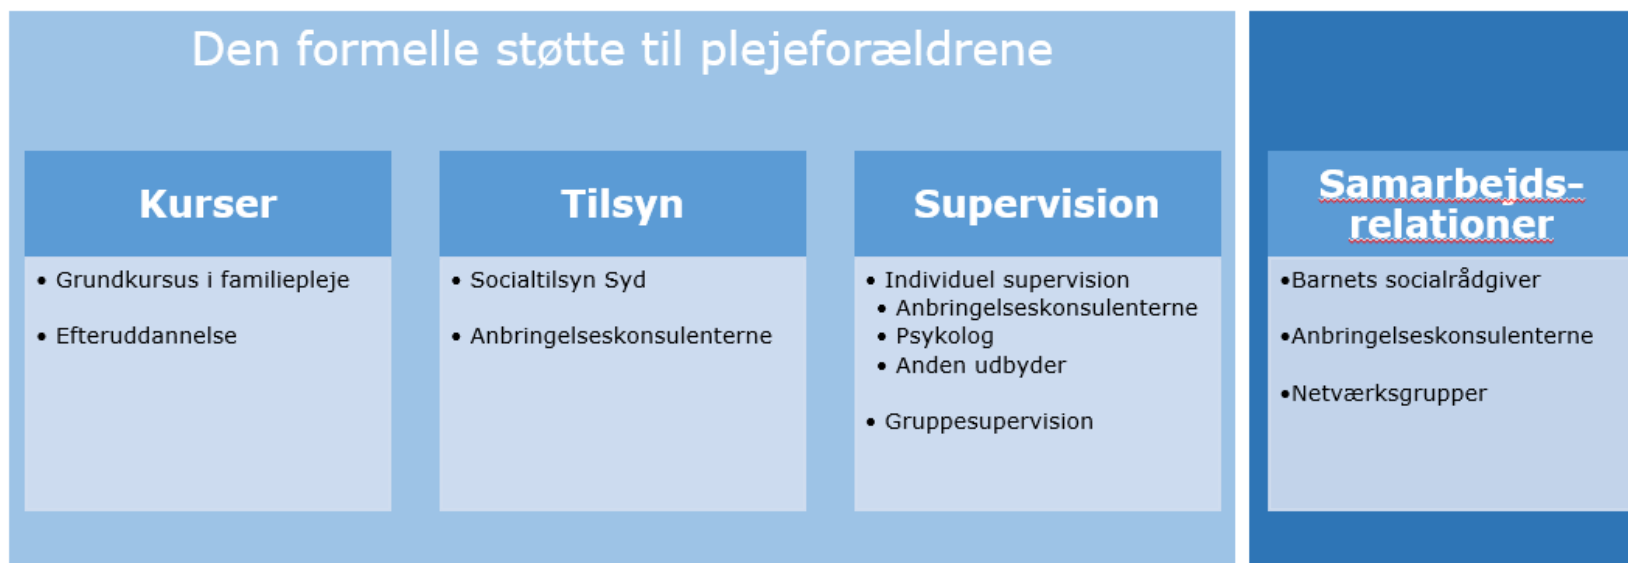 Den formelle støtte til plejeforældrene
Kurser
• Grundkursus i familiepleje
• Efteruddannelse
Tilsyn
• Socialtilsyn Syd
• Anbringelseskonsulenterne
Supervision
• Individuel supervision
• Anbringelseskonsulenterne
• Psykolog
• Anden udbyder
• Gruppesupervision
Samarbejds-
relationer
•Barnets socialrådgiver
•Anbringelseskonsulenterne
•Netværksgrupper